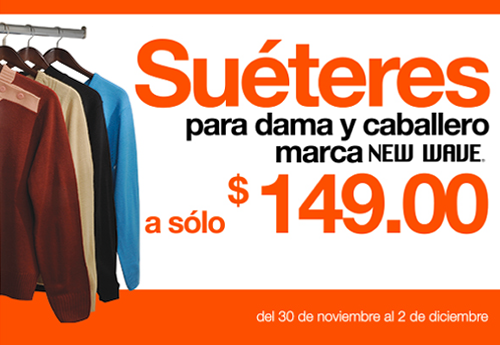 Suéteres
para dama y caballero
marca NEW WAVE®
a sólo $ 149.00
del 30 de noviembre al 2 de diciembre